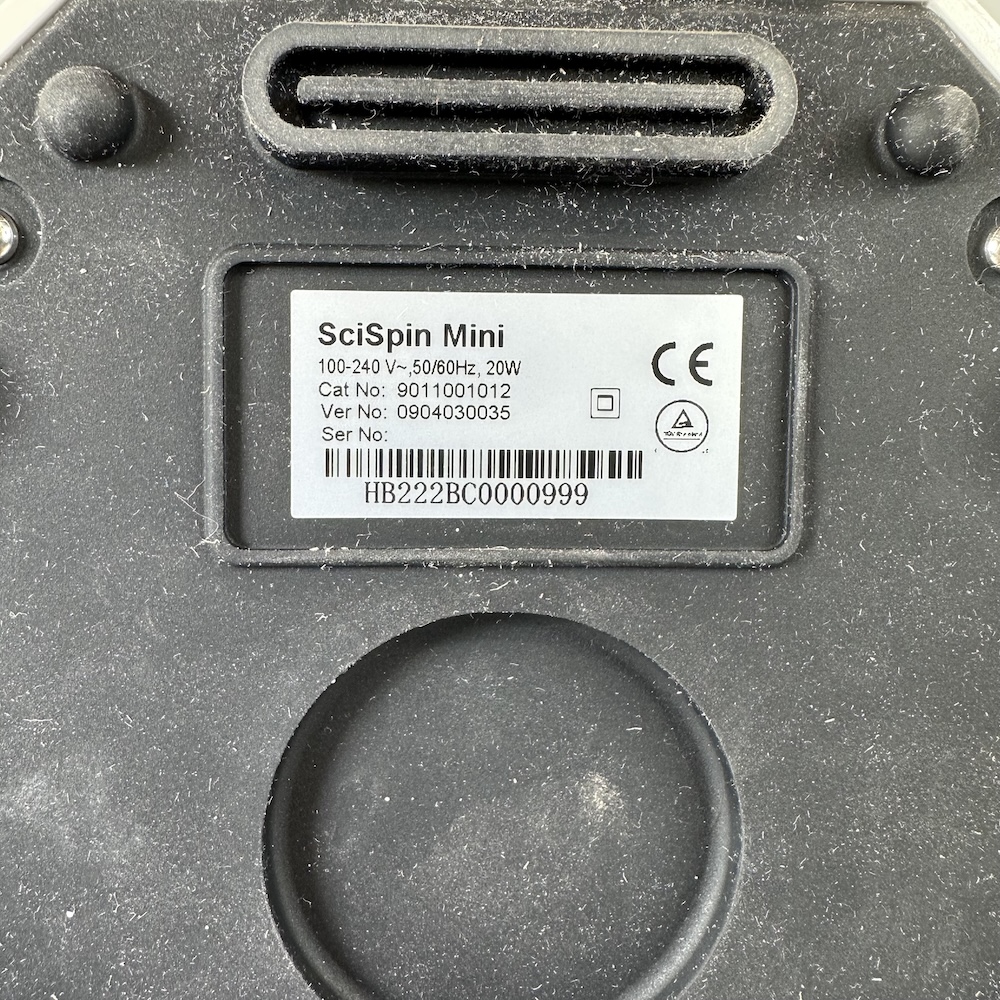 SciSpin Mini
100-240 V~,50/60Hz, 20W
CE
Cat No: 9011001012
Ver No: 0904030035
Ser No:
HB222BC0000999